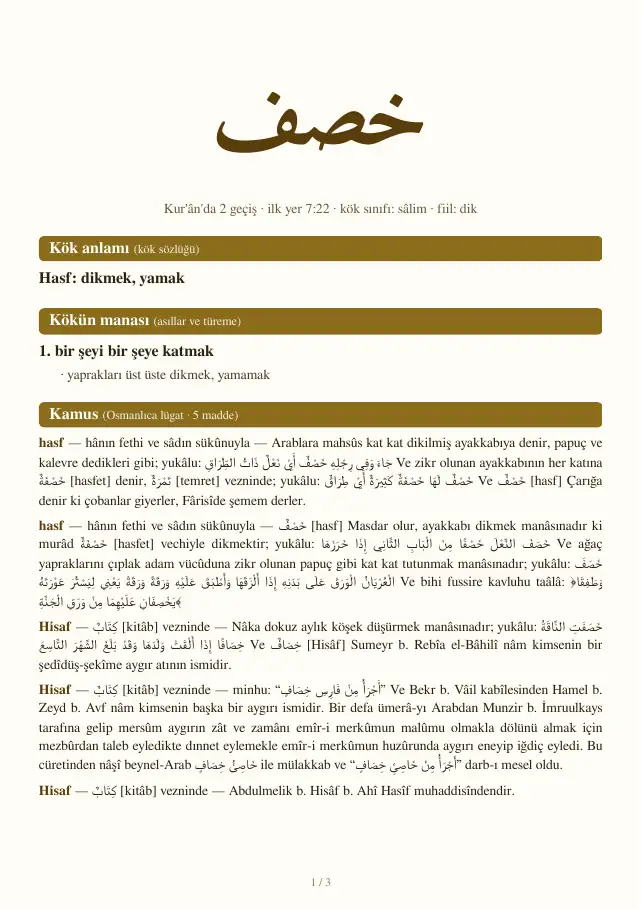 خصف
Kur'ân'da 2 geçiş · ilk yer 7:22 · kök sınıfı: sâlim · fiil: dik
Kök anlamı (kök sözlüğü)
Hasf: dikmek, yamak
Kökün manası (asıllar ve türeme)
1. bir şeyi bir şeye katmak
· yaprakları üst üste dikmek, yamamak
Kamus (Osmanlıca lügat · 5 madde)
hasf — hânın fethi ve sâdın sükûnuyla — Arablara mahsûs kat kat dikilmiş ayakkabıya denir, papuç ve
kalevre dedikleri gibi; yukâlu: جَاءَ وَفِي رِجْلِهِ خَصْفٌ أَيْ نَعْلٌ ذَاتُ الطِّرَاقِ Ve zikr olunan ayakkabının her katına
خَصْفَةٌ [hasfet] denir, تَمْرَةٌ [temret] vezninde; yukâlu: خَصْفٌ لَهَا خَصْفَةٌ كَثِيرَةٌ أَيْ طِرَاقٌ Ve خَصْفٌ [hasf] Çarığa
denir ki çobanlar giyerler, Fârisîde şemem derler.
hasf — hânın fethi ve sâdın sükûnuyla — خَصْفٌ [hasf] Masdar olur, ayakkabı dikmek manâsınadır ki
murâd خَصْفَةٌ [hasfet] vechiyle dikmektir; yukâlu: خَصَفَ النَّعْلَ خَصْفًا مِنَ الْبَابِ الثَّانِي إِذَا خَرَزَهَا Ve ağaç
yapraklarını çıplak adam vücûduna zikr olunan papuç gibi kat kat tutunmak manâsınadır; yukâlu: خَصَفَ
الْعُرْيَانُ الْوَرَقَ عَلَى بَدَنِهِ إِذَا أَلْزَقَهَا وَأَطْبَقَ عَلَيْهِ وَرَقَةً وَرَقَةً يَعْنِي لِيَسْتُرَ عَوْرَتَهُ Ve bihi fussire kavluhu taâlâ: ﴿وَطَفِقَا
يَخْصِفَانِ عَلَيْهِمَا مِنْ وَرَقِ الْجَنَّةِ﴾
Hisaf — كِتَابٌ [kitâb] vezninde — Nâka dokuz aylık köşek düşürmek manâsınadır; yukâlu: خَصَفَتِ النَّاقَةُ
خِصَافًا إِذَا أَلْقَتْ وَلَدَهَا وَقَدْ بَلَغَ الشَّهْرَ التَّاسِعَ Ve خِصَافٌ [Hisâf] Sumeyr b. Rebîa el-Bâhilî nâm kimsenin bir
şedîdüş-şekîme aygır atının ismidir.
Hisaf — كِتَابٌ [kitâb] vezninde — minhu: “أَجْرَأُ مِنْ فَارِسِ خِصَافٍ” Ve Bekr b. Vâil kabîlesinden Hamel b.
Zeyd b. Avf nâm kimsenin başka bir aygırı ismidir. Bir defa ümerâ-yı Arabdan Munzir b. İmruulkays
tarafına gelip mersûm aygırın zât ve zamânı emîr-i merkûmun malûmu olmakla dölünü almak için
mezbûrdan taleb eyledikte dınnet eylemekle emîr-i merkûmun huzûrunda aygırı eneyip iğdiç eyledi. Bu
cüretinden nâşî beynel-Arab خَاصِيُ خِصَافٍ ile mülakkab ve “أَجْرَأُ مِنْ خَاصِيْ خِصَافٍ” darb-ı mesel oldu.
Hisaf — كِتَابٌ [kitâb] vezninde — Abdulmelik b. Hisâf b. Ahî Hasîf muhaddisîndendir.
1 / 3